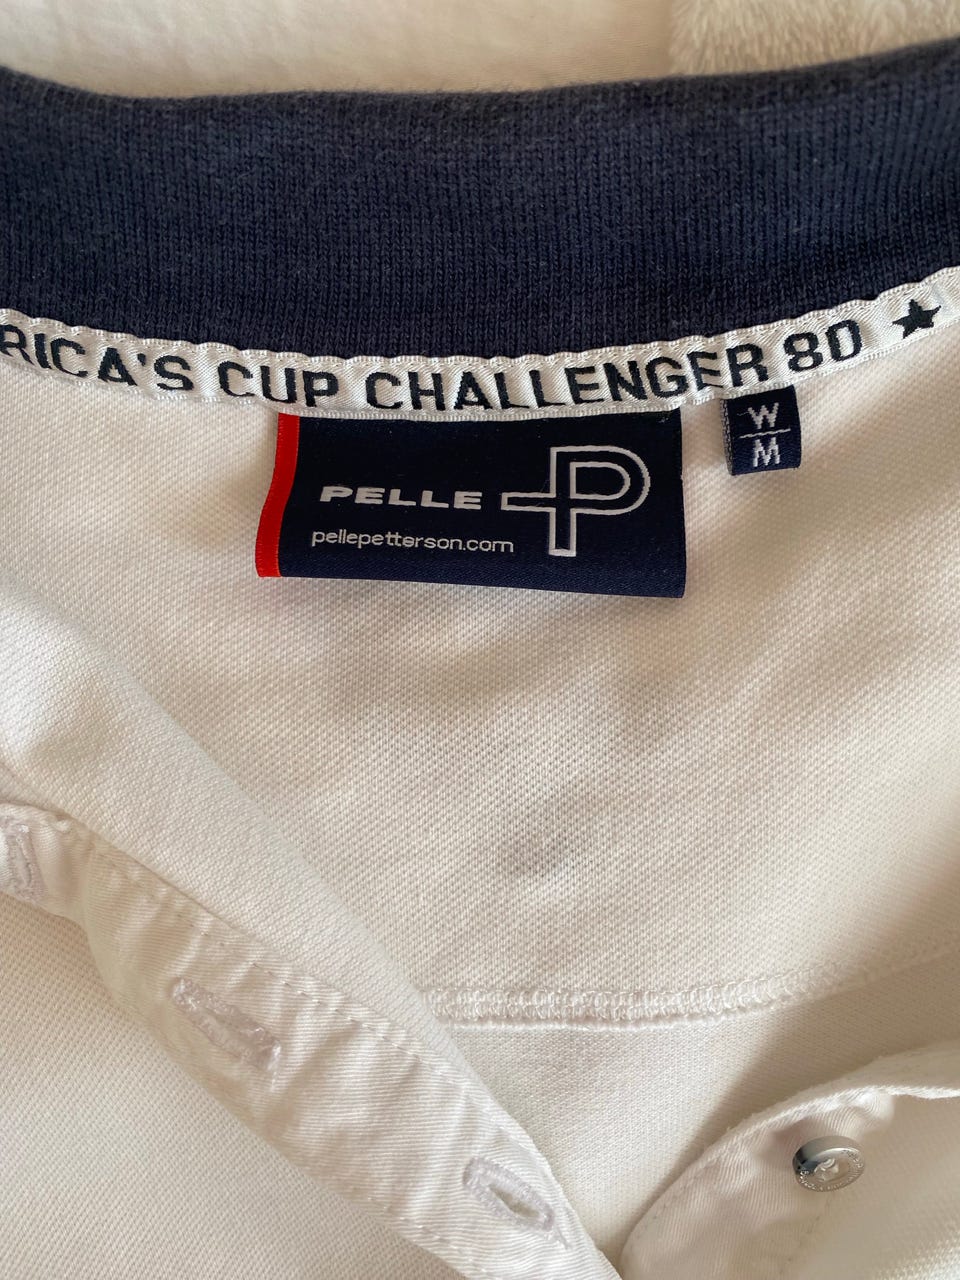 RICA'S CUP CHALLENGER 80 ★
PELLE P
pellepetterson.com
W
M